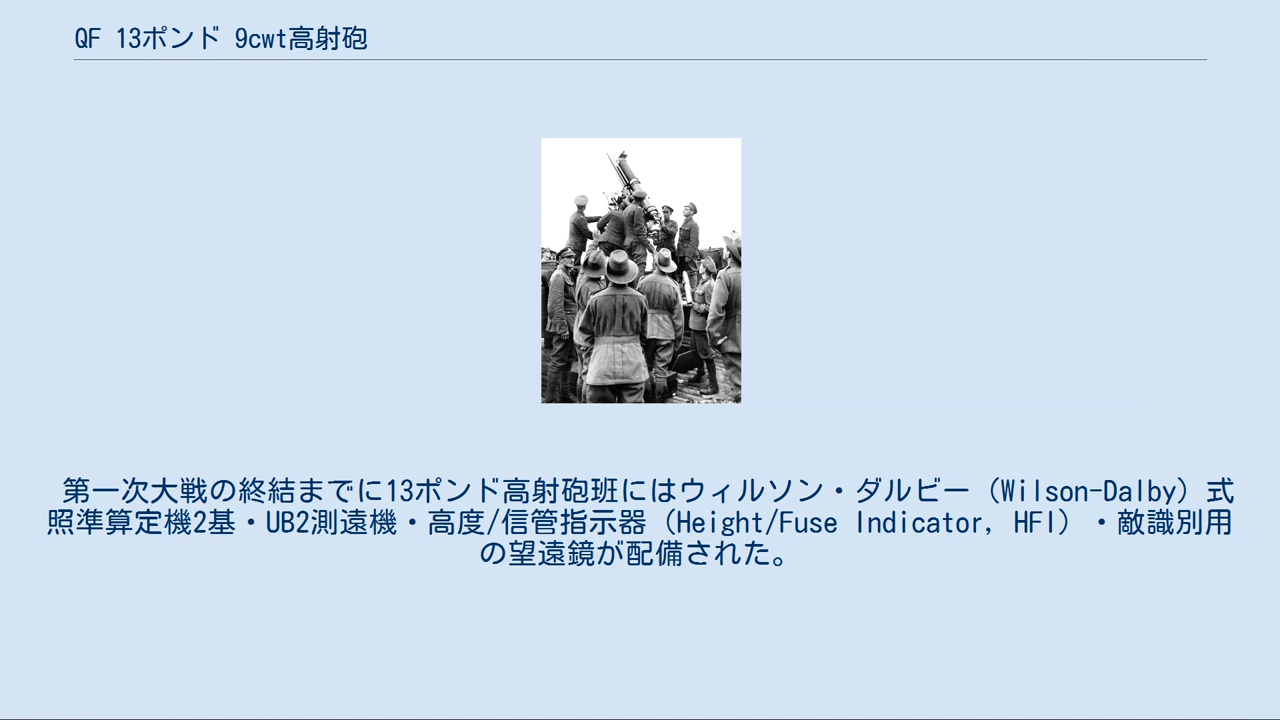 QF 13ポンド 9cwt高射砲
第一次大戦の終結までに13ポンド高射砲班にはウィルソン・ダルビー（Wilson-Dalby）式
照準算定機2基・UB2測遠機・高度/信管指示器（Height/Fuse Indicator, HFI）・敵識別用
の望遠鏡が配備された。